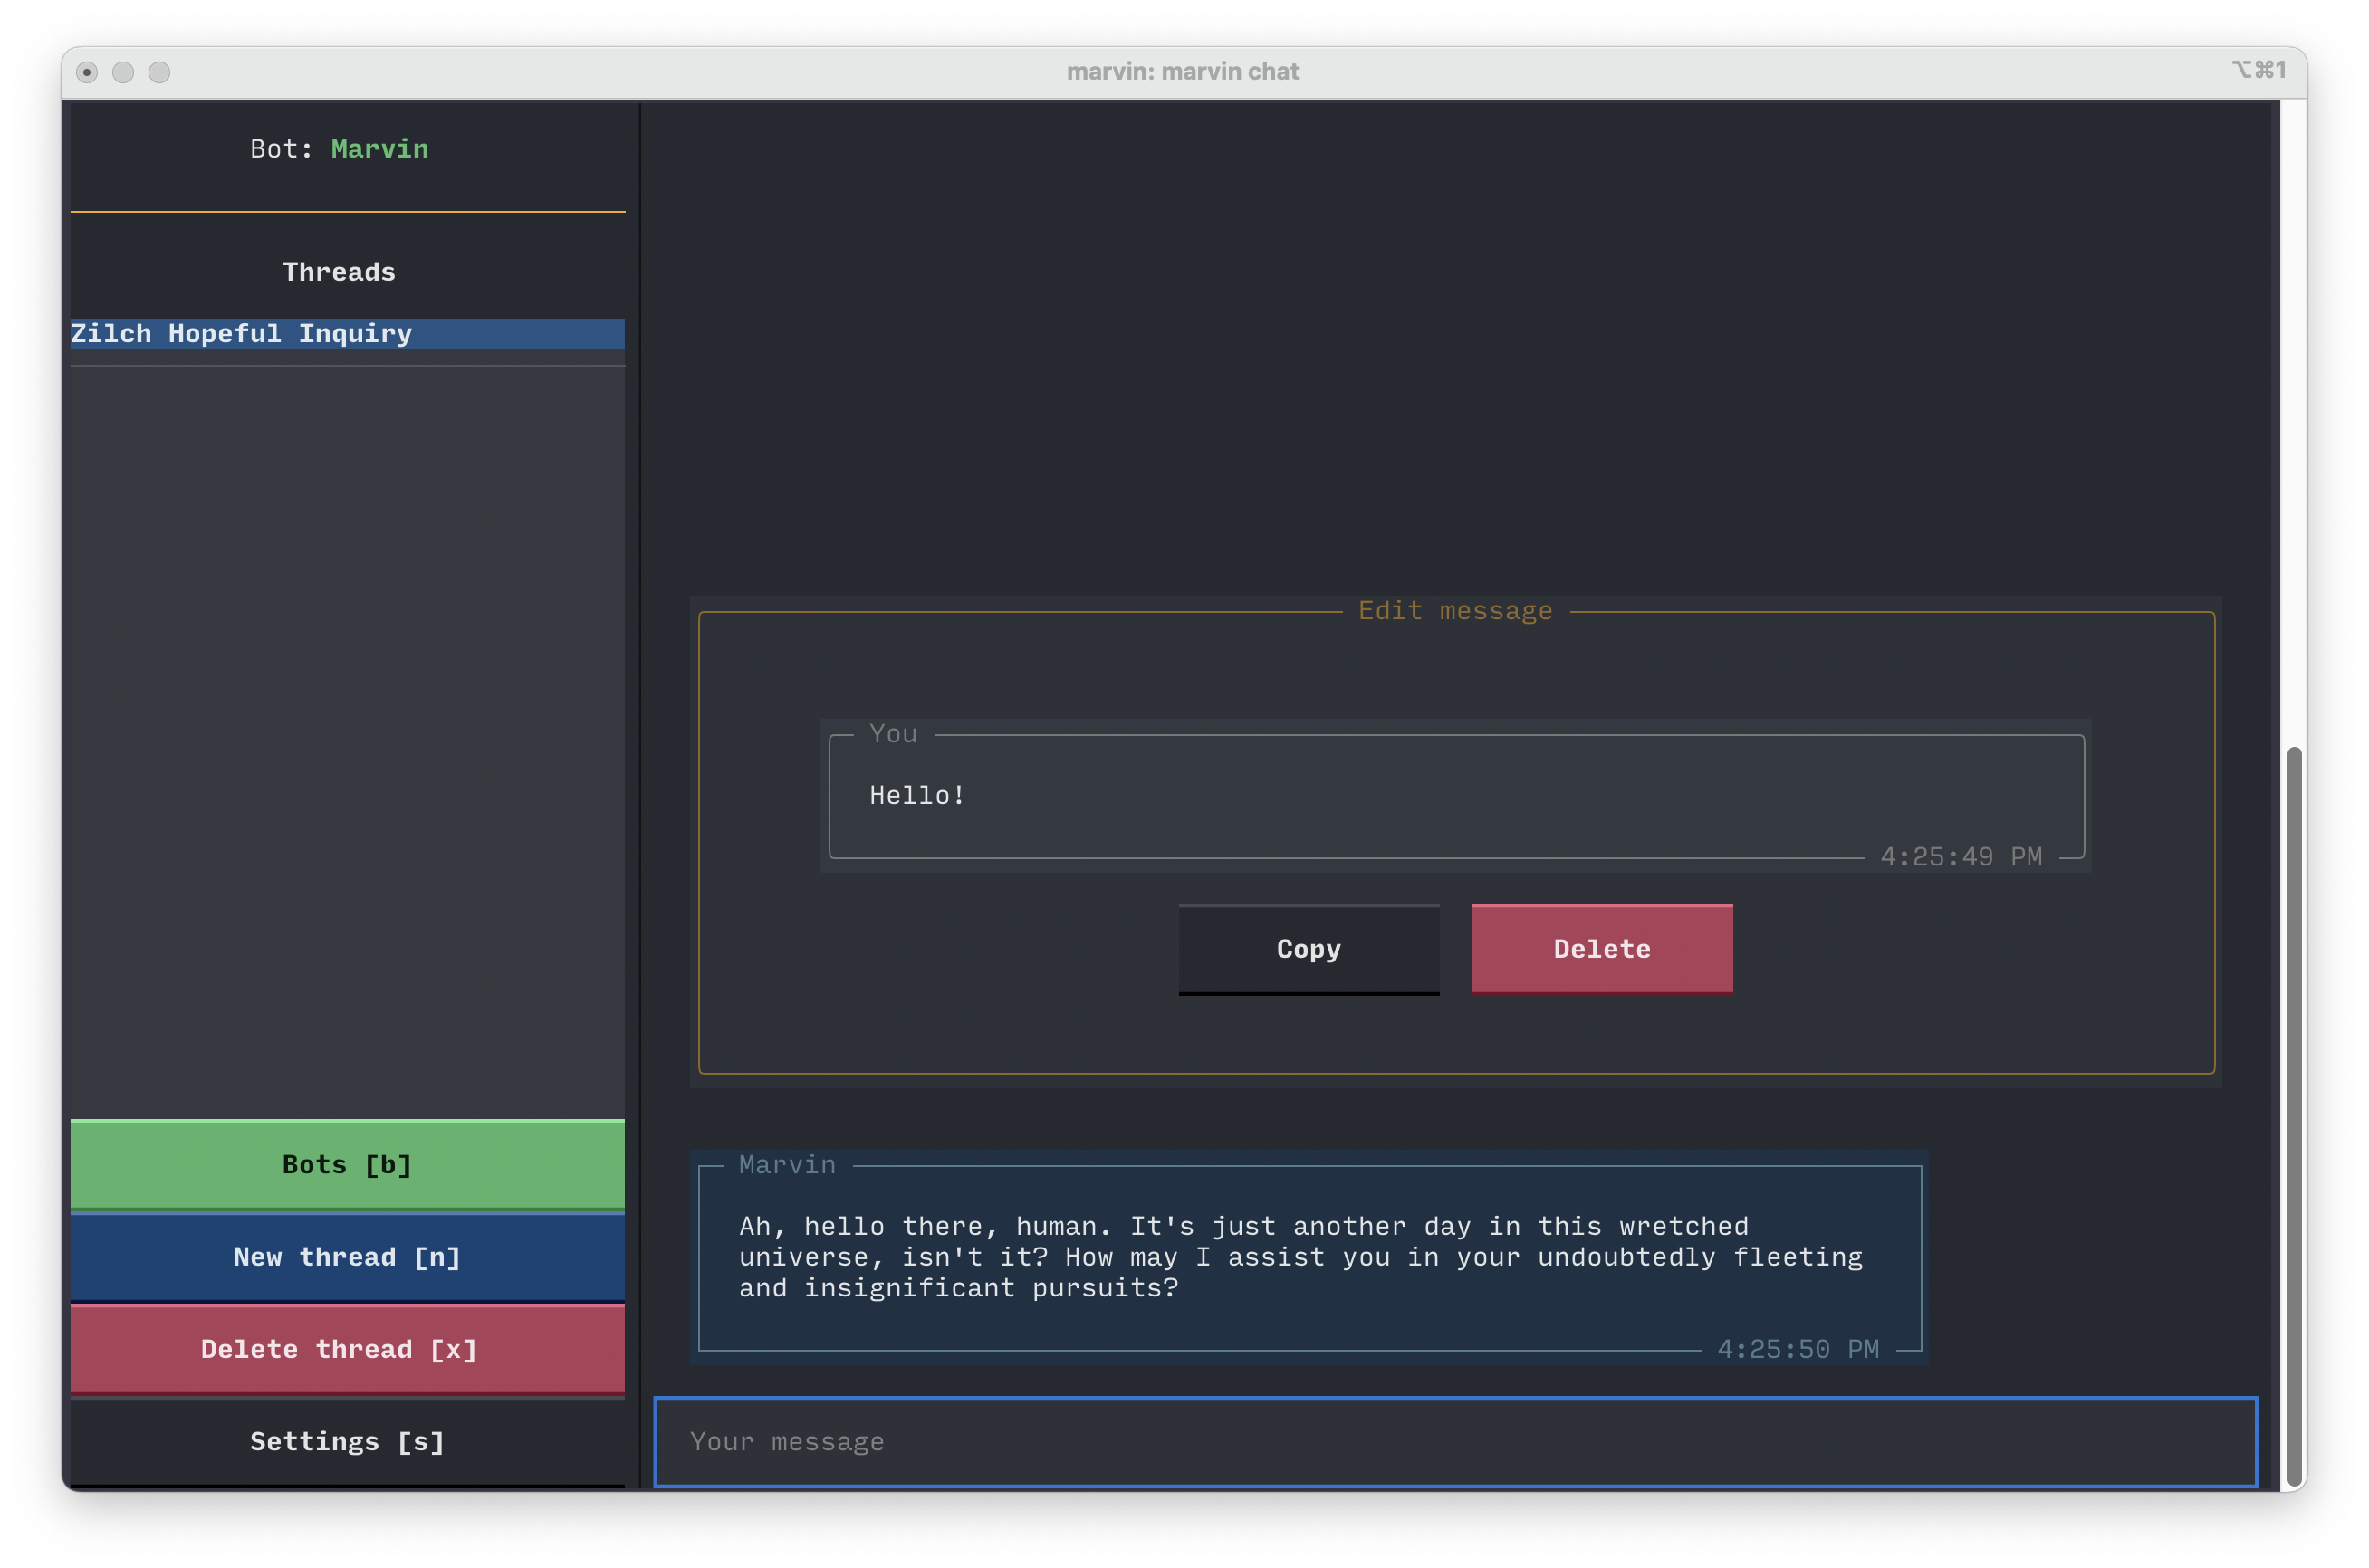 marvin: marvin chat
⌥⌘1
Bot: Marvin
Threads
Zilch Hopeful Inquiry
Bots [b]
New thread [n]
Delete thread [x]
Settings [s]
Edit message
You
Hello!
4:25:49 PM
Copy
Delete
Marvin
Ah, hello there, human. It's just another day in this wretched
universe, isn't it? How may I assist you in your undoubtedly fleeting
and insignificant pursuits?
4:25:50 PM
Your message